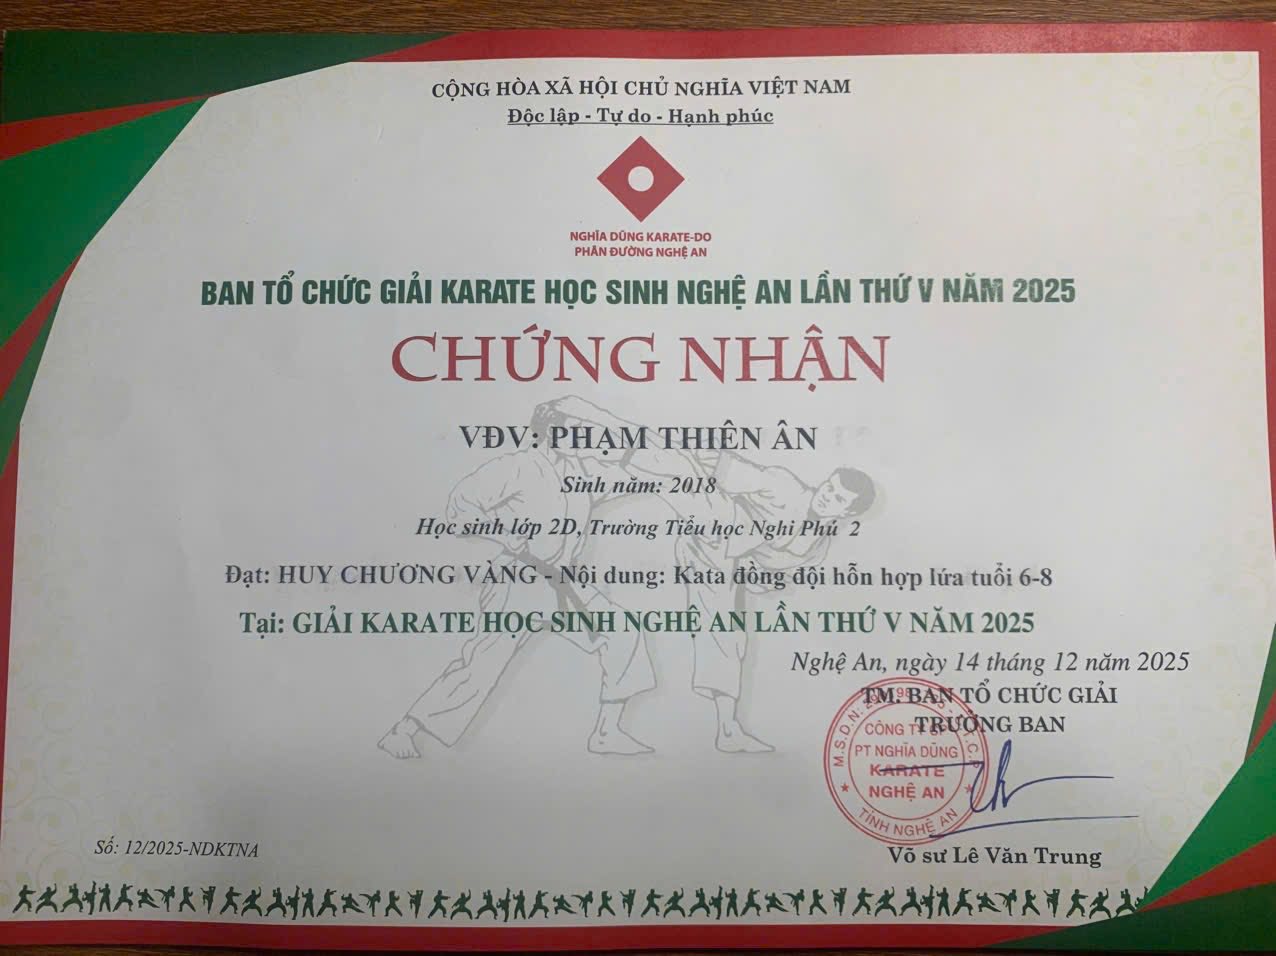 CỘNG HÒA XÃ HỘI CHỦ NGHĨA VIỆT NAM
Độc lập - Tự do - Hạnh phúc
NGHĨA DŨNG KARATE-DO
PHÂN ĐƯỜNG NGHỆ AN
BAN TỔ CHỨC GIẢI KARATE HỌC SINH NGHỆ AN LẦN THỨ V NĂM 2025
CHỨNG NHẬN
VĐV: PHẠM THIÊN ÂN
Sinh năm: 2018
Học sinh lớp 2D, Trường Tiểu học Nghi Phú 2
Đạt: HUY CHƯƠNG VÀNG - Nội dung: Kata đồng đội hỗn hợp lứa tuổi 6-8
Tại: GIẢI KARATE HỌC SINH NGHỆ AN LẦN THỨ V NĂM 2025
Nghệ An, ngày 14 tháng 12 năm 2025
TM. BAN TỔ CHỨC GIẢI
TRƯỞNG BAN
M.S.D.N:
CÔNG TY CP
PT NGHĨA DŨNG
KARATE
NGHỆ AN
TỈNH NGHỆ AN
Võ sư Lê Văn Trung
Số: 12/2025-NDKTNA